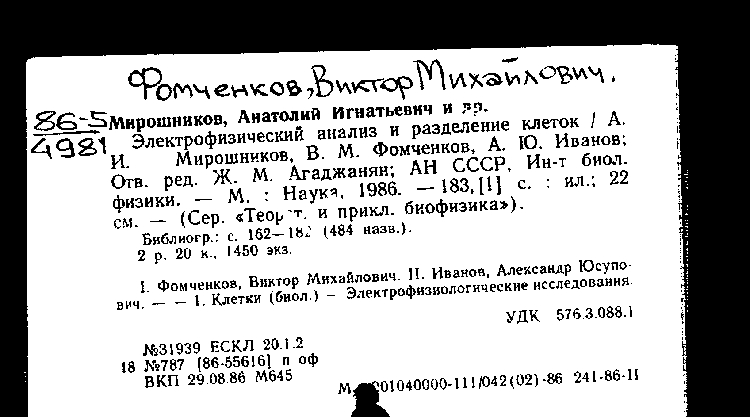 Фомченков, Виктор Михайлович.
86-5
4981
Мирошников, Анатолий Игнатьевич и др.
Электрофизический анализ и разделение клеток / А.
И. Мирошников, В. М. Фомченков, А. Ю. Иванов;
Отв. ред. Ж. М. Агаджанян; АН СССР, Ин-т биол.
физики. — М. : Наука, 1986. — 183,[1] с. : ил.; 22
см. — (Сер. «Теорет. и прикл. биофизика»).
Библиогр.: с. 162—182 (484 назв.).
2 р. 20 к., 1450 экз.
I. Фомченков, Виктор Михайлович. II. Иванов, Александр Юсупо-
вич. — — 1. Клетки (биол.) — Электрофизиологические исследования.
УДК 576.3.088.1
№31939 ЕСКЛ 20.1.2
18 №787 [86-55616] п оф
ВКП 29.08.86 М645
М 2001040000-111/042(02)-86 241-86-II